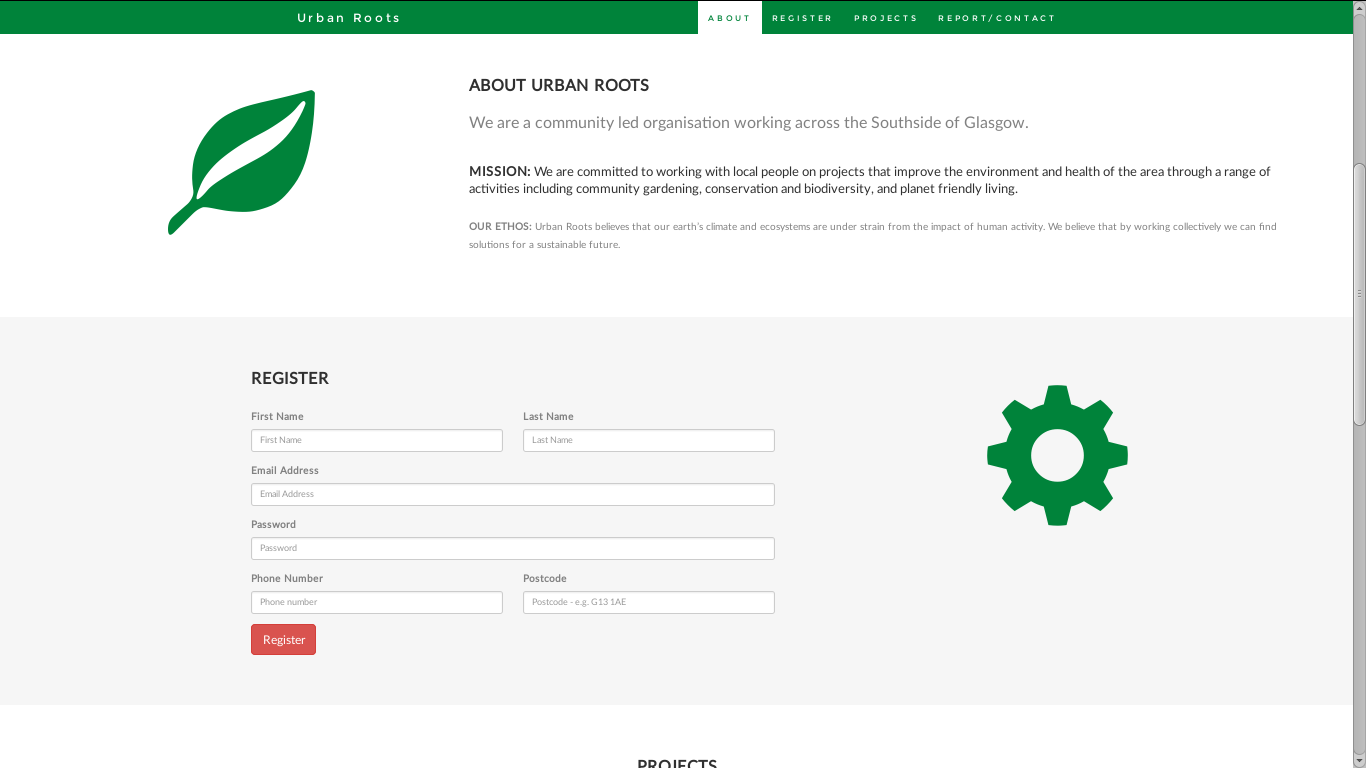 Urban Roots
ABOUT REGISTER PROJECTS REPORT/CONTACT
ABOUT URBAN ROOTS
We are a community led organisation working across the Southside of Glasgow.
MISSION: We are committed to working with local people on projects that improve the environment and health of the area through a range of
activities including community gardening, conservation and biodiversity, and planet friendly living.
OUR ETHOS: Urban Roots believes that our earth's climate and ecosystems are under strain from the impact of human activity. We believe that by working collectively we can find
solutions for a sustainable future.
REGISTER
First Name Last Name
First Name Last Name
Email Address
Email Address
Password
Password
Phone Number Postcode
Phone number Postcode - e.g. G13 1AE
Register
PROJECTS